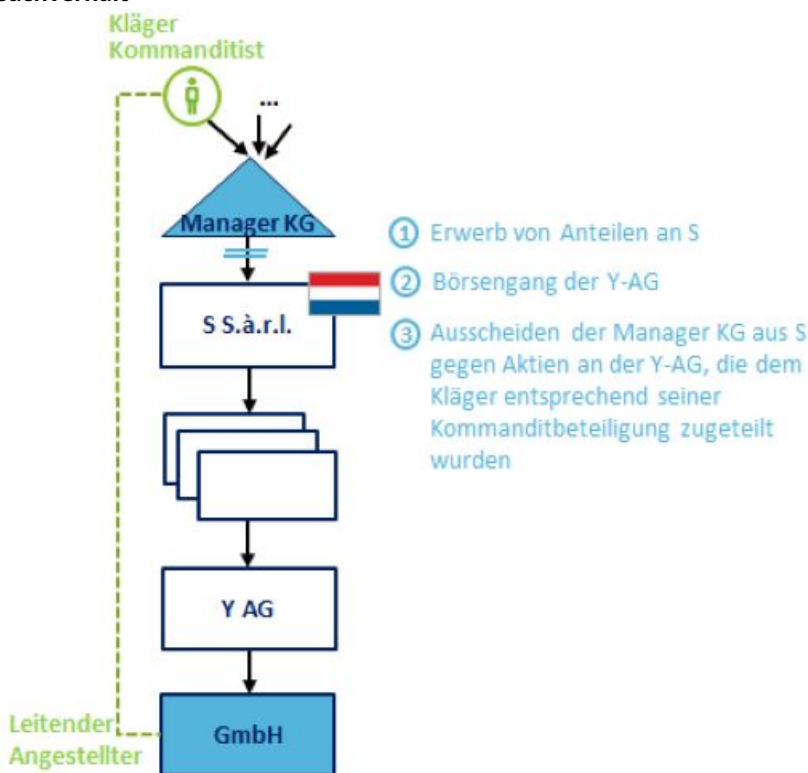 Kläger
Kommanditist
...
Manager KG
S S.à.r.l.
Y AG
GmbH
Leitender
Angestellter
1 Erwerb von Anteilen an S
2 Börsengang der Y-AG
3 Ausscheiden der Manager KG aus S
gegen Aktien an der Y-AG, die dem
Kläger entsprechend seiner
Kommanditbeteiligung zugeteilt
wurden